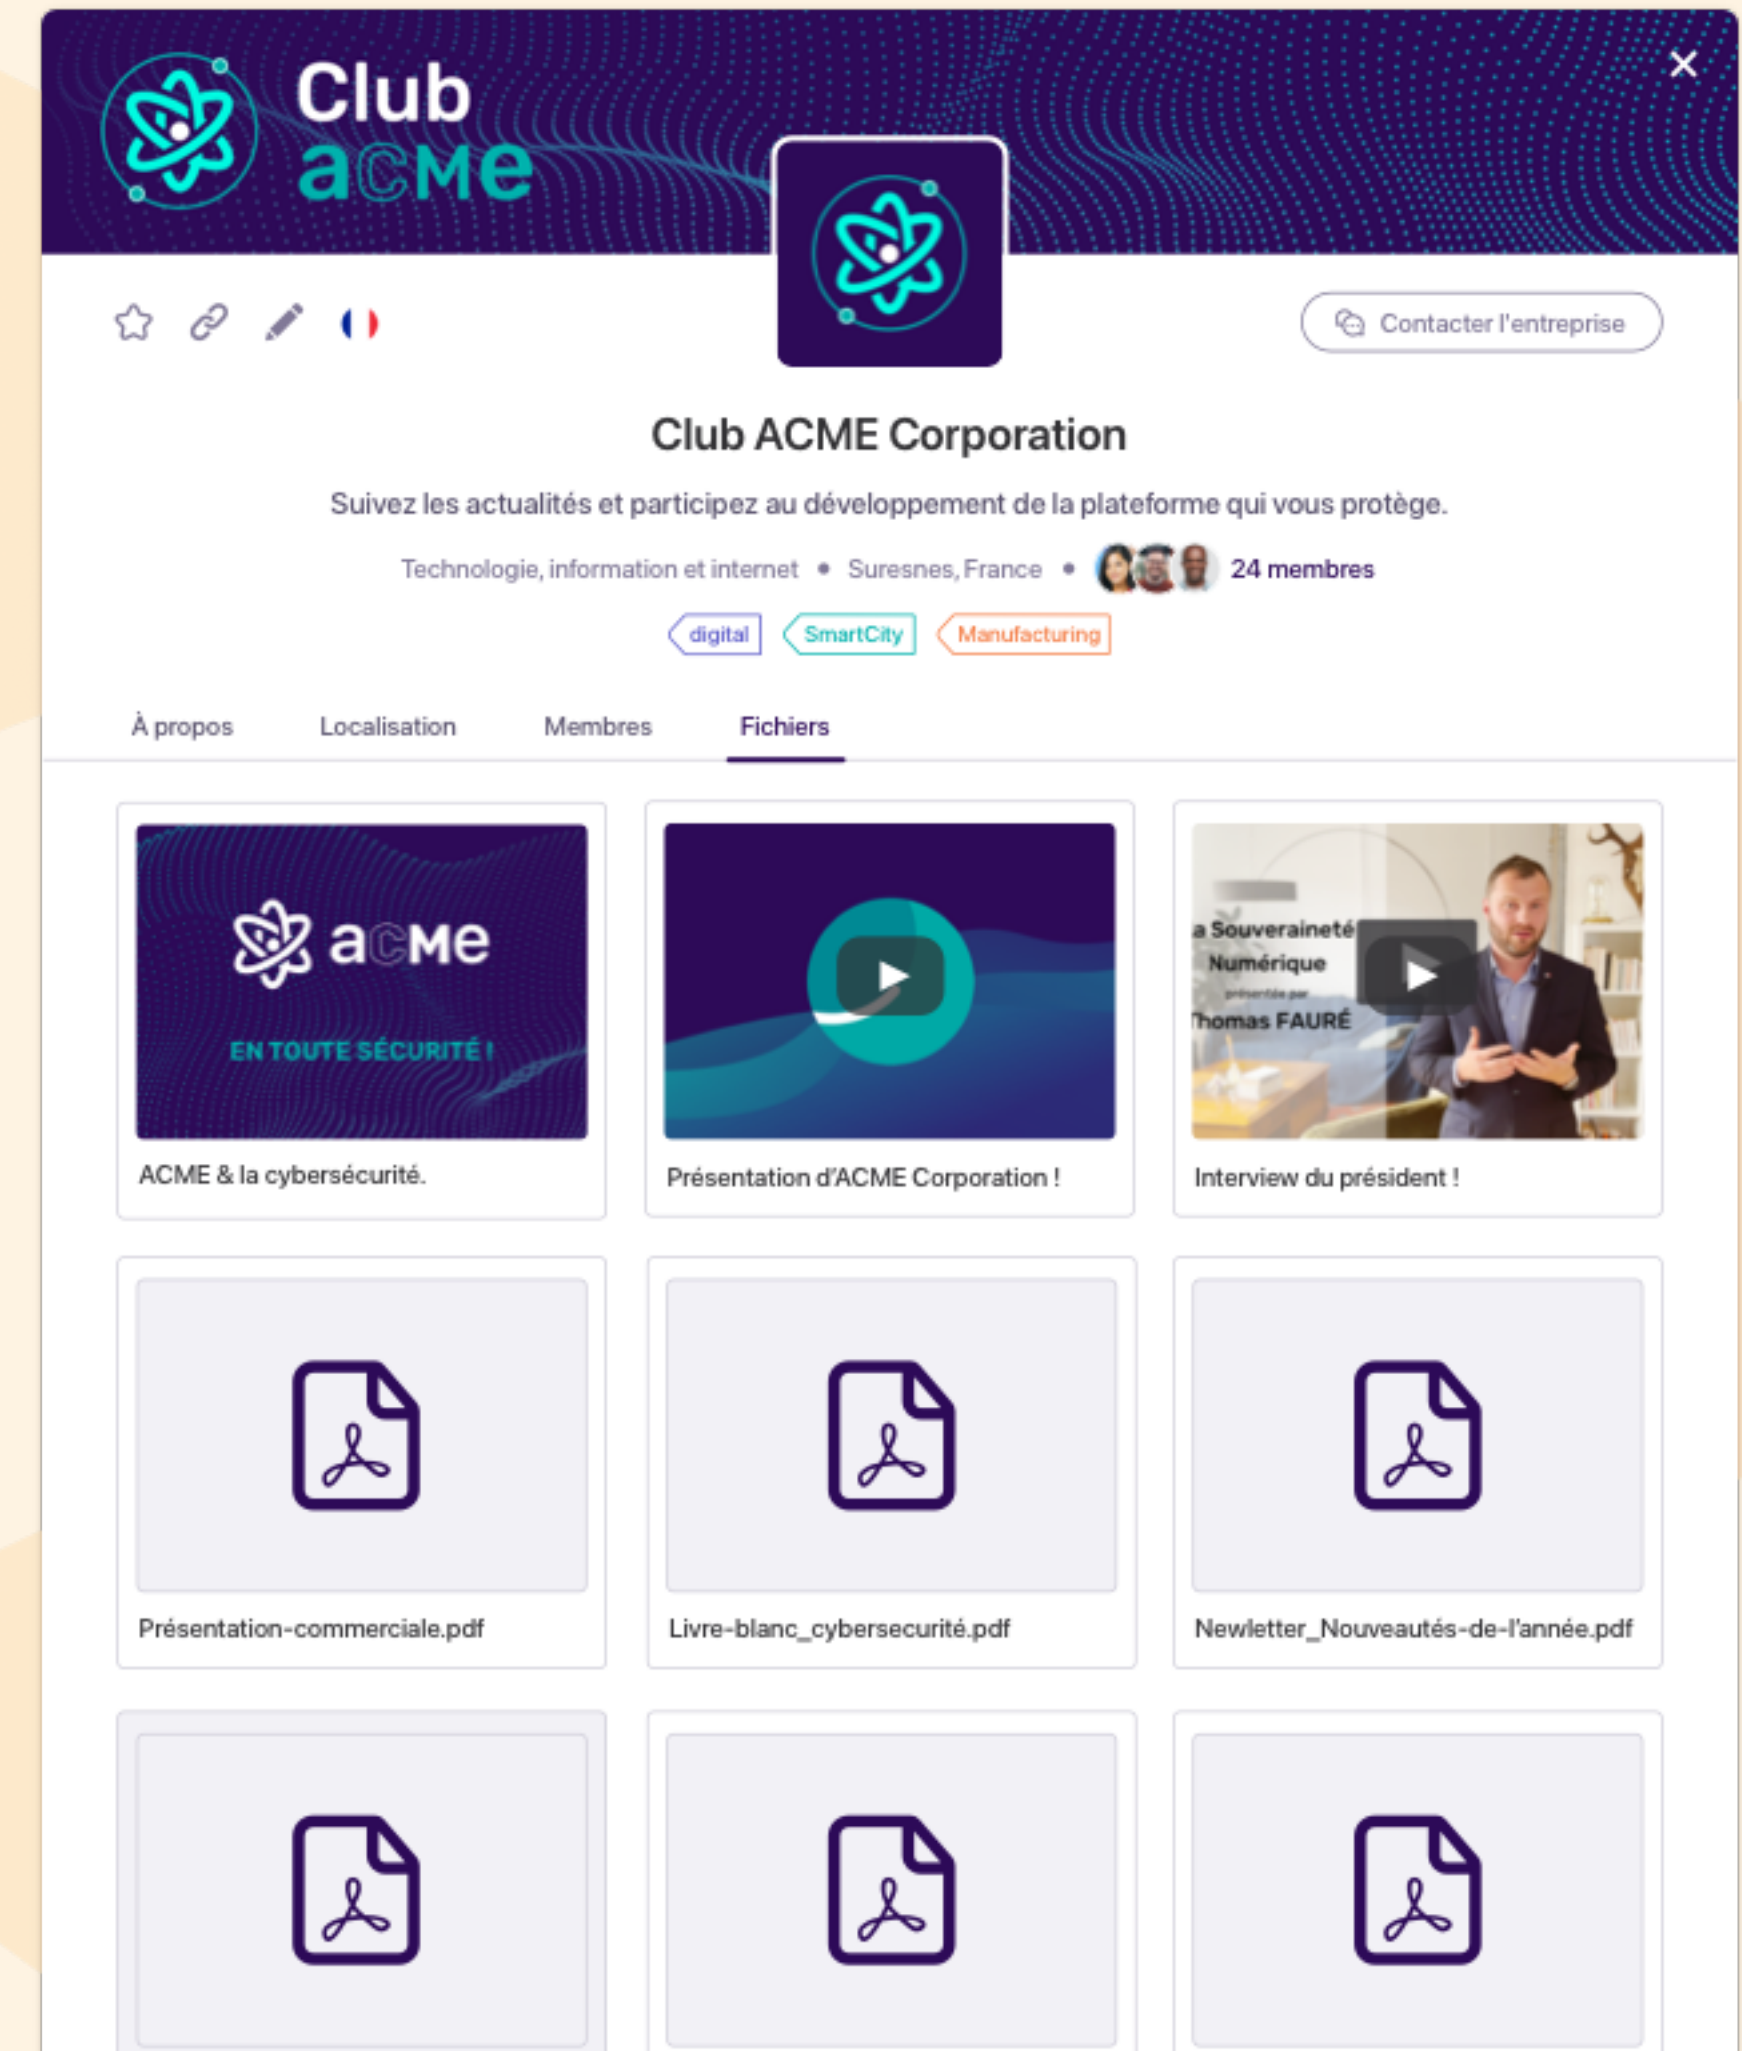 Club
acme
Contacter l'entreprise
Club ACME Corporation
Suivez les actualités et participez au développement de la plateforme qui vous protège.
Technologie, information et internet • Suresnes, France • 24 membres
digital
SmartCity
Manufacturing
À propos
Localisation
Membres
Fichiers
acme
EN TOUTE SÉCURITÉ !
a Souveraineté
Numérique
présentée par
Thomas FAURÉ
ACME & la cybersécurité.
Présentation d'ACME Corporation !
Interview du président !
Présentation-commerciale.pdf
Livre-blanc_cybersecurité.pdf
Newletter_Nouveautés-de-l'année.pdf